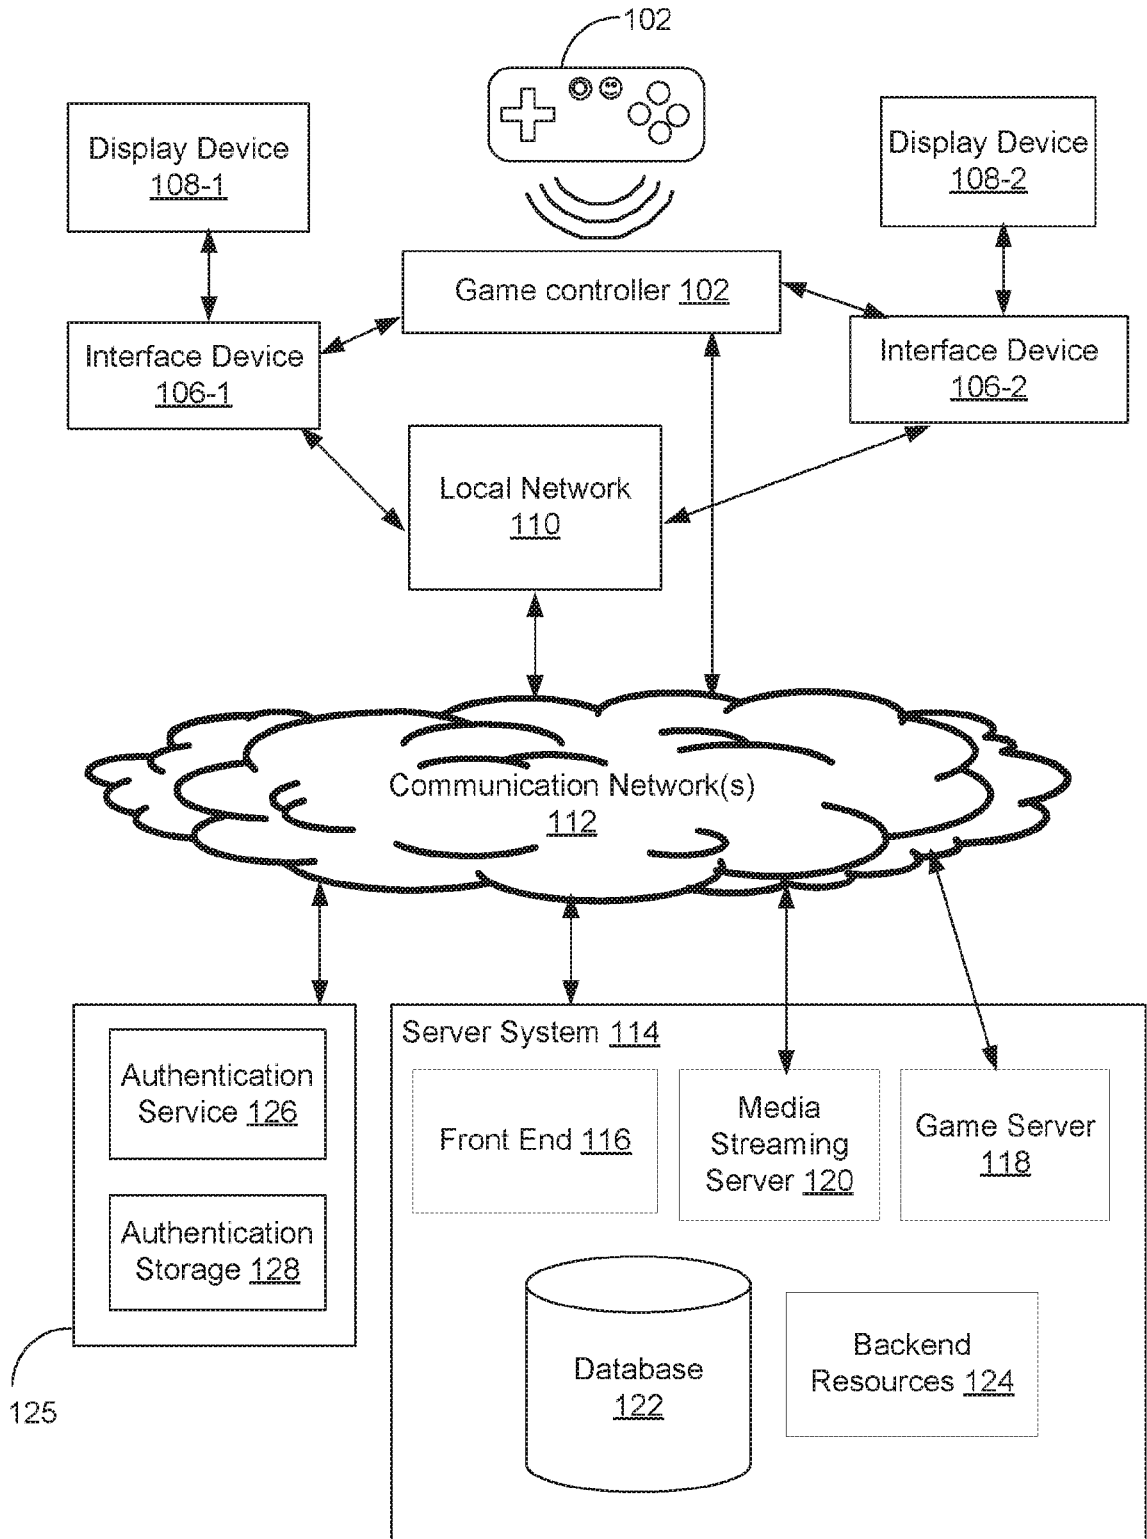 102
Display Device
108-1
Display Device
108-2
Game controller 102
Interface Device
106-1
Interface Device
106-2
Local Network
110
Communication Network(s)
112
Server System 114
Authentication
Service 126
Front End 116
Media
Streaming
Server 120
Game Server
118
Authentication
Storage 128
Database
122
Backend
Resources 124
125